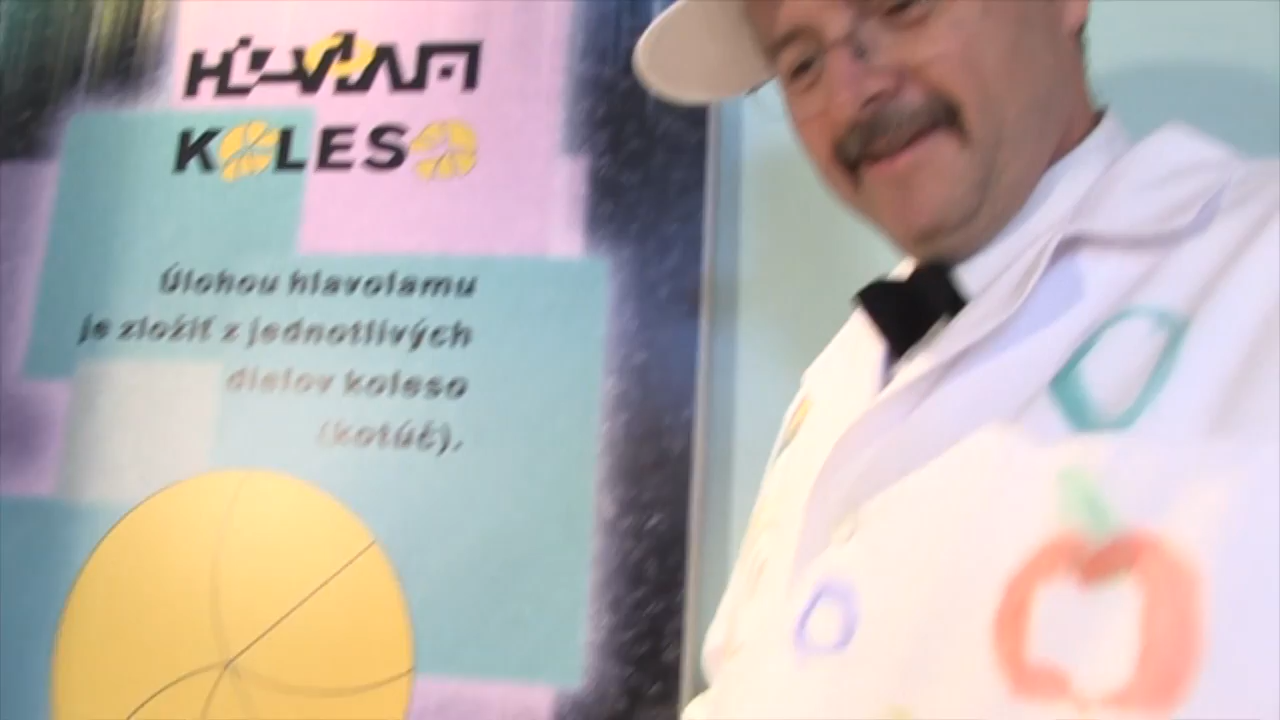 HLAVOLAM
KOLESO
Úlohou hlavolamu
je zložiť z jednotlivých
dielov koleso
(kotúč).